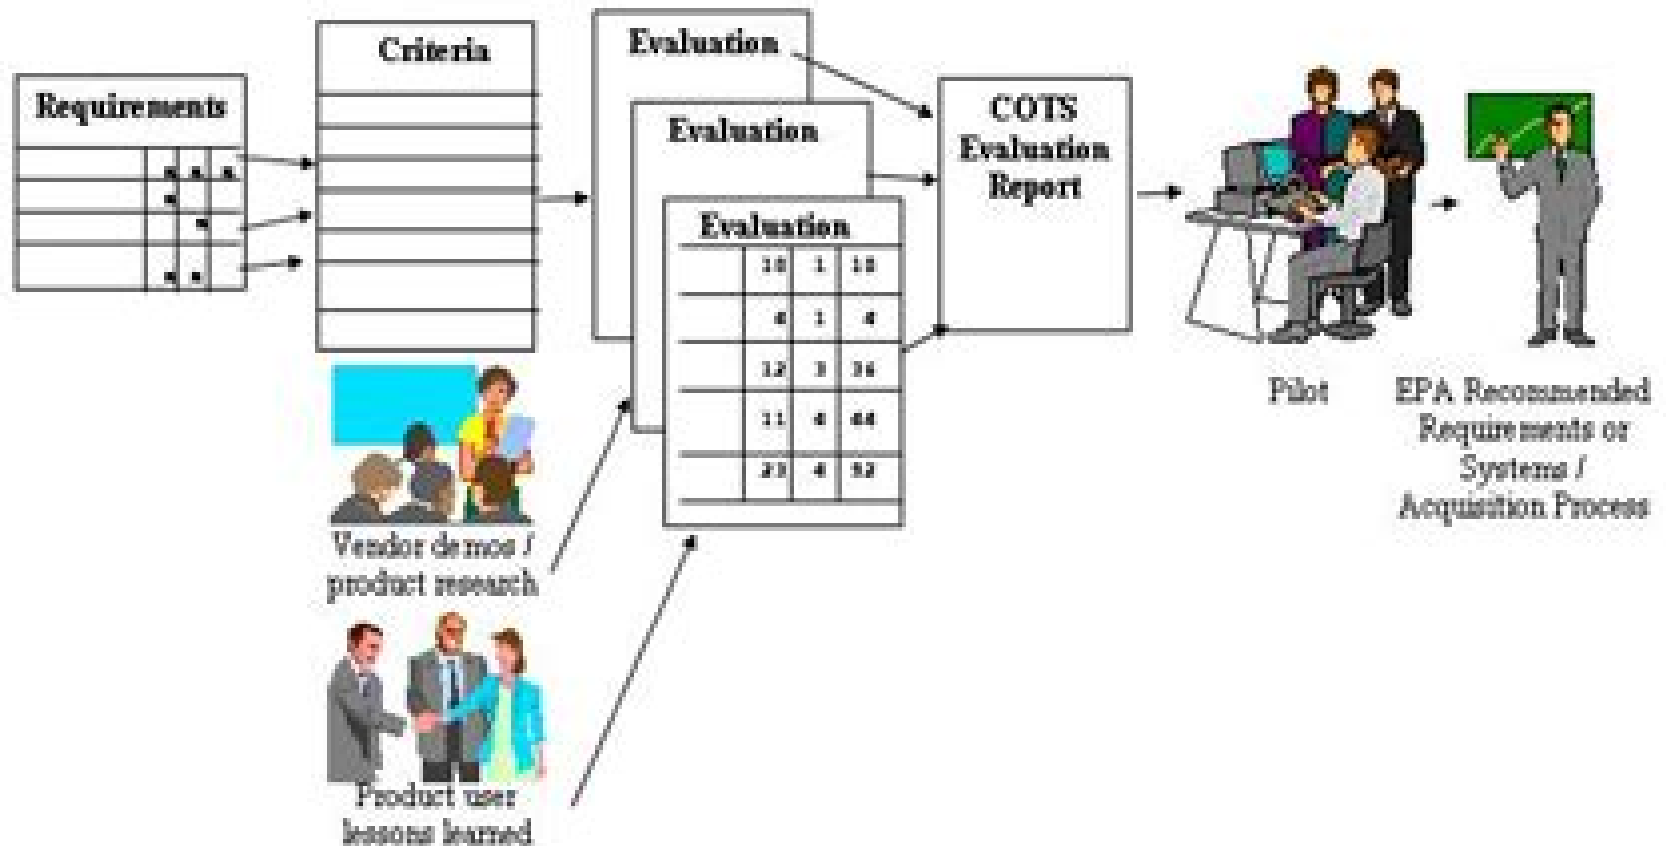 Requirements
Criteria
Evaluation
Evaluation
Evaluation
10 1 10
4 1 4
12 3 36
11 4 44
23 4 92
COTS
Evaluation
Report
Pilot
EPA Recommended
Requirements or
Systems /
Acquisition Process
Vendor demos /
product research
Product user
lessons learned